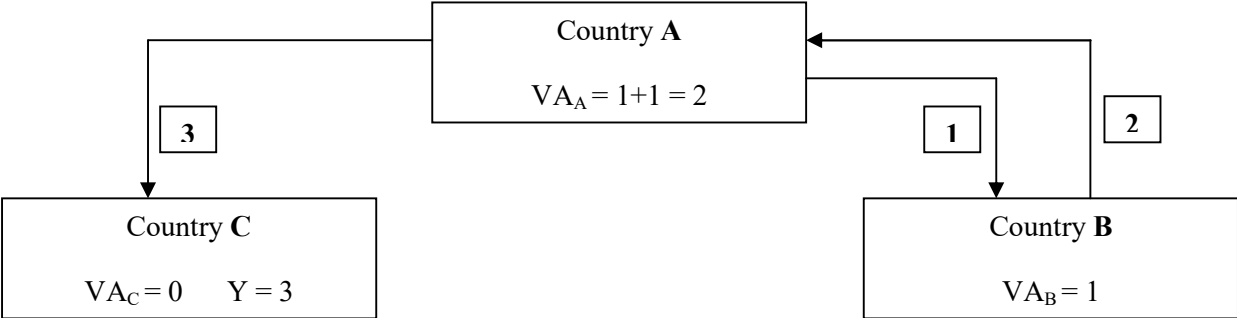 Country A
VA_A = 1+1 = 2
3
1
2
Country C
VA_C = 0 Y = 3
Country B
VA_B = 1